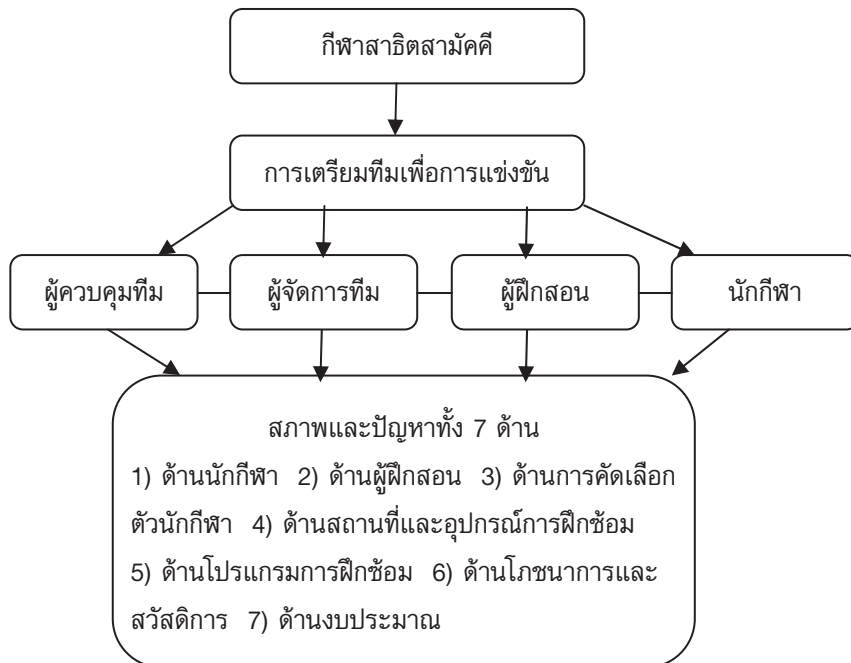 กีฬาสาธิตสามัคคี
การเตรียมทีมเพื่อการแข่งขัน
ผู้ควบคุมทีม
ผู้จัดการทีม
ผู้ฝึกสอน
นักกีฬา
สภาพและปัญหาทั้ง 7 ด้าน
1) ด้านนักกีฬา 2) ด้านผู้ฝึกสอน 3) ด้านการคัดเลือก
ตัวนักกีฬา 4) ด้านสถานที่และอุปกรณ์การฝึกซ้อม
5) ด้านโปรแกรมการฝึกซ้อม 6) ด้านโภชนาการและ
สวัสดิการ 7) ด้านงบประมาณ